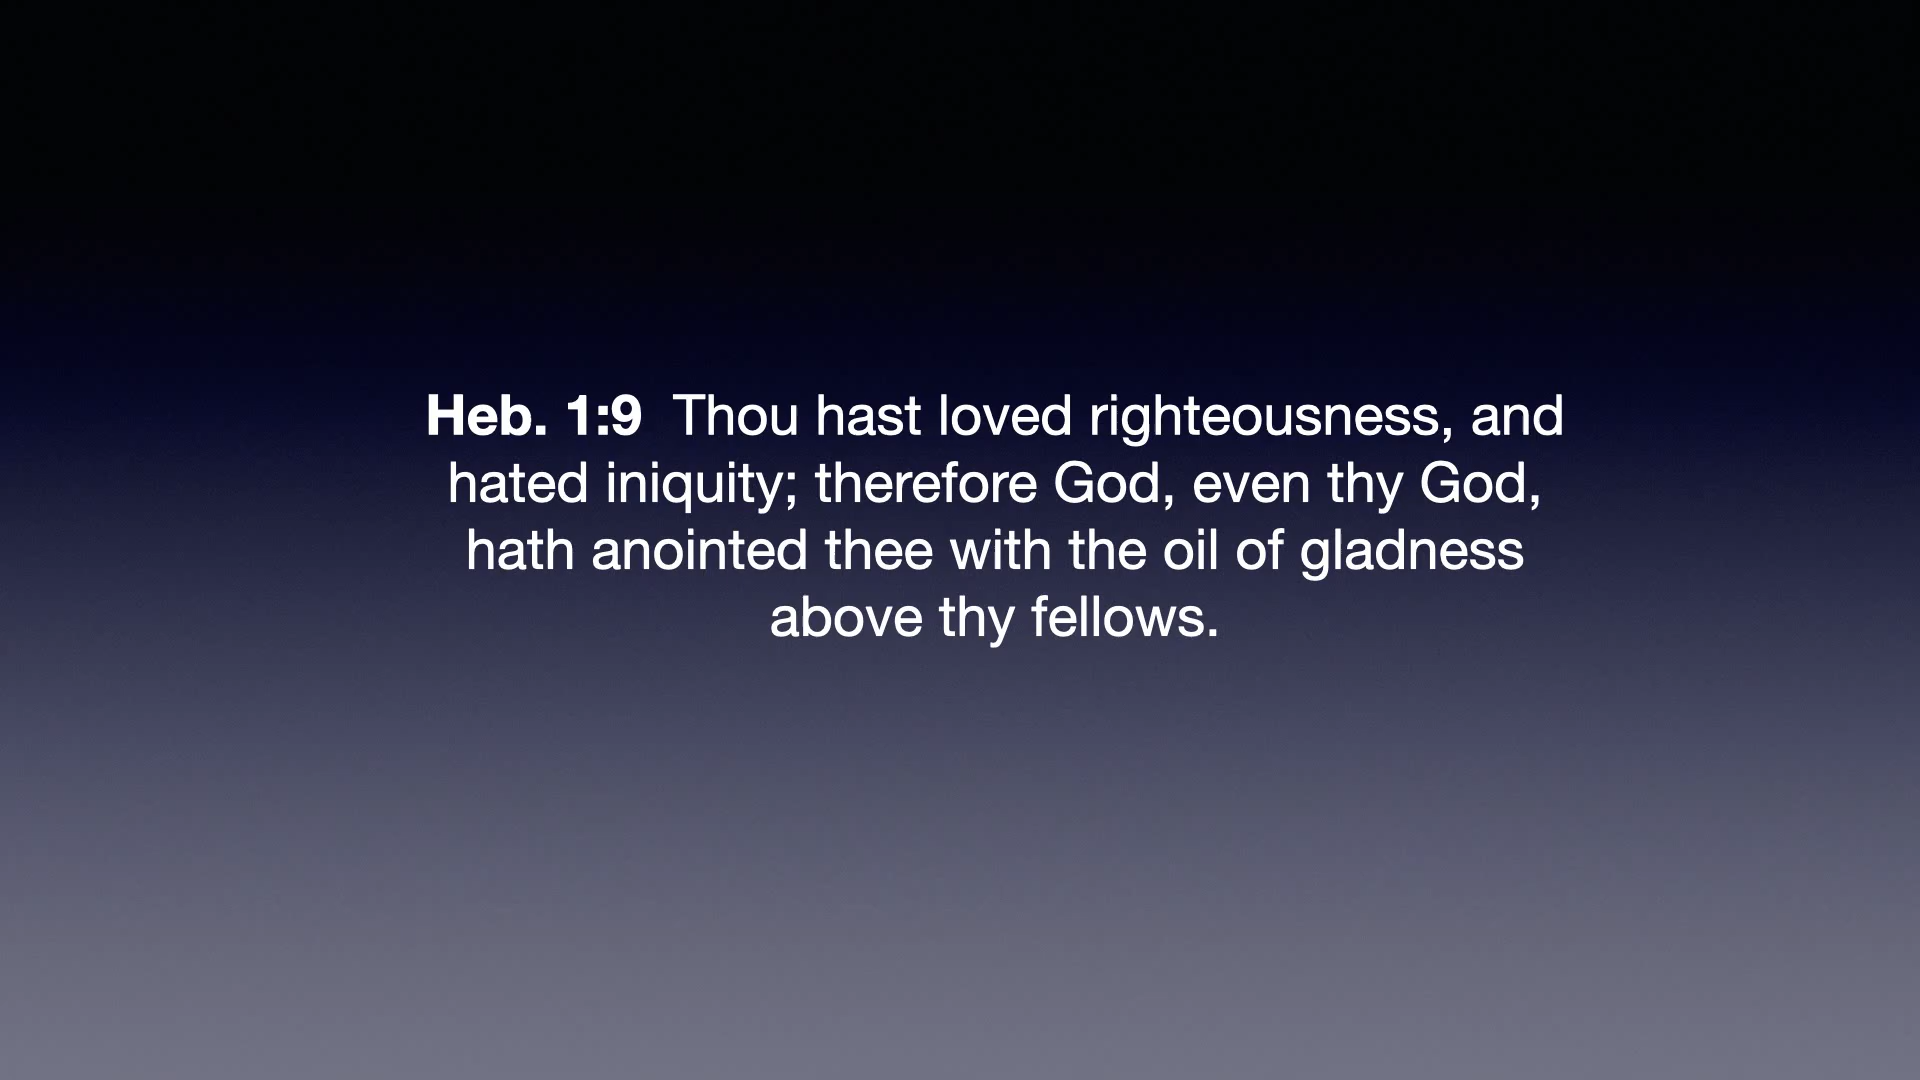 Heb. 1:9  Thou hast loved righteousness, and
hated iniquity; therefore God, even thy God,
hath anointed thee with the oil of gladness
above thy fellows.